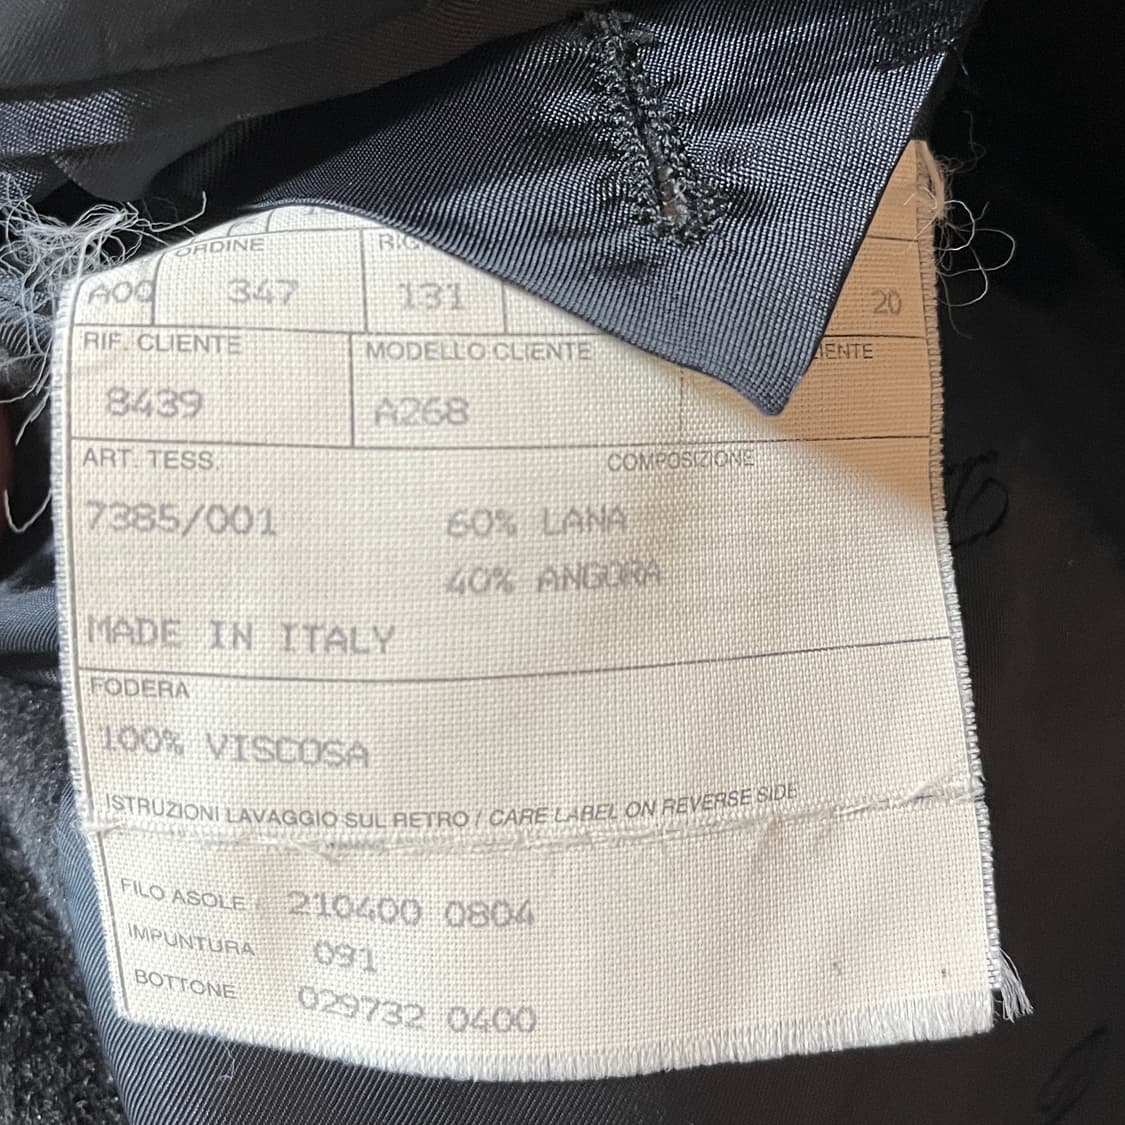 ORDINE
347 131 20
RIF. CLIENTE MODELLO CLIENTE
8439 A268
ART. TESS. COMPOSIZIONE
7385/001 60% LANA
40% ANGORA
MADE IN ITALY
FODERA
100% VISCOSA
ISTRUZIONI LAVAGGIO SUL RETRO / CARE LABEL ON REVERSE SIDE
FILO ASOLE 210400 0804
IMPUNTURA 091
BOTTONE 029732 0400